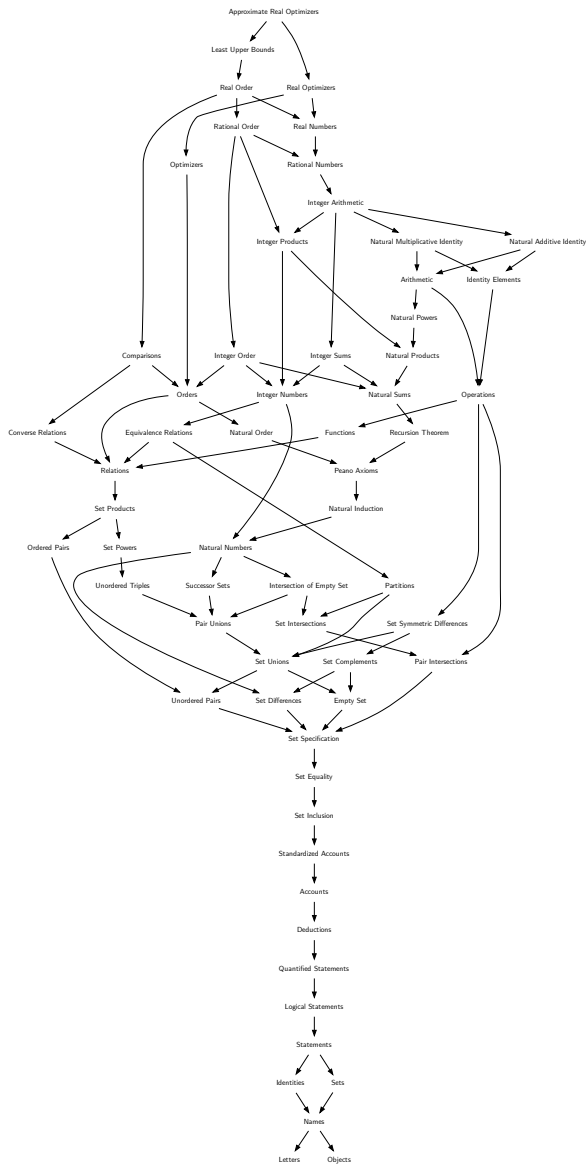 Approximate Real Optimizers
Least Upper Bounds
Real Order
Real Optimizers
Rational Order
Real Numbers
Optimizers
Rational Numbers
Integer Arithmetic
Integer Products
Natural Multiplicative Identity
Natural Additive Identity
Arithmetic
Identity Elements
Natural Powers
Comparisons
Integer Order
Integer Sums
Natural Products
Orders
Integer Numbers
Natural Sums
Operations
Converse Relations
Equivalence Relations
Natural Order
Functions
Recursion Theorem
Relations
Peano Axioms
Set Products
Natural Induction
Ordered Pairs
Set Powers
Natural Numbers
Unordered Triples
Successor Sets
Intersection of Empty Set
Partitions
Pair Unions
Set Intersections
Set Symmetric Differences
Set Unions
Set Complements
Pair Intersections
Unordered Pairs
Set Differences
Empty Set
Set Specification
Set Equality
Set Inclusion
Standardized Accounts
Accounts
Deductions
Quantified Statements
Logical Statements
Statements
Identities
Sets
Names
Letters
Objects